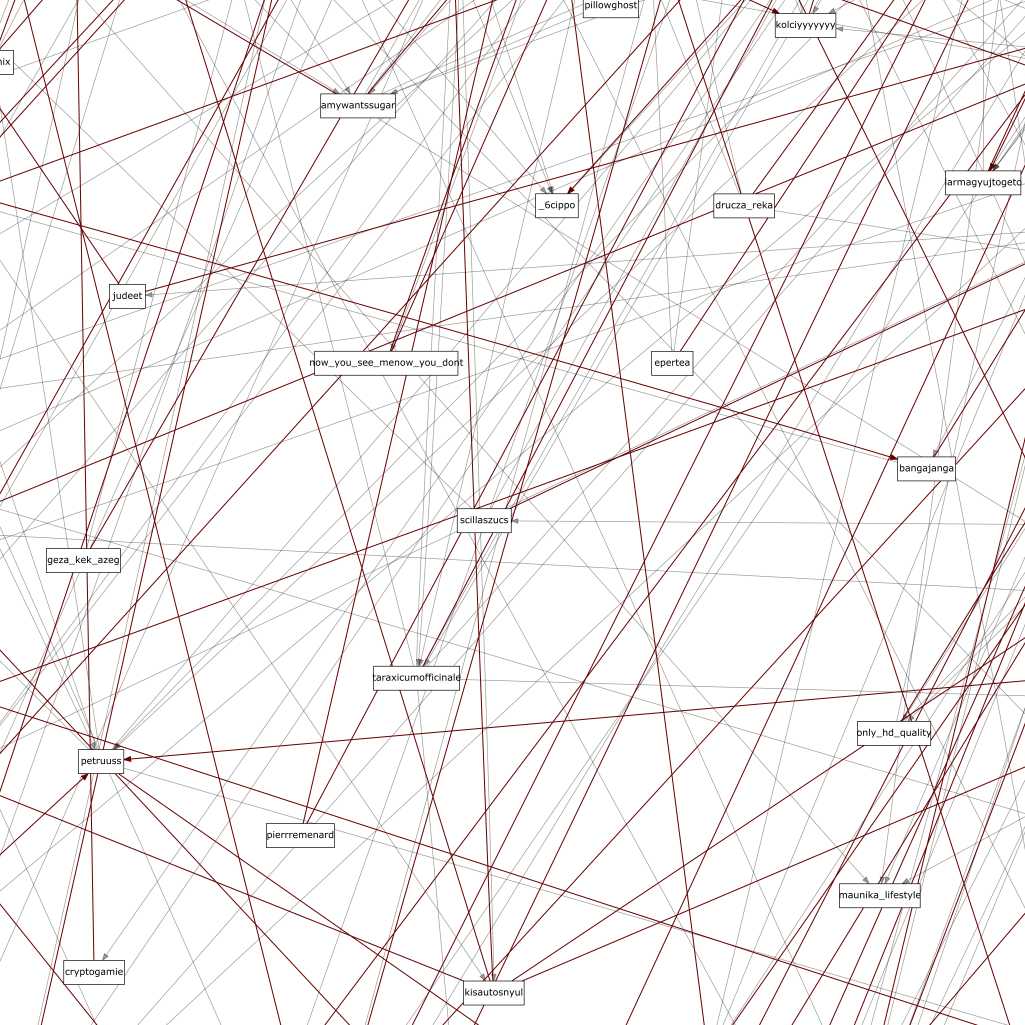 pillowghost
kolciyyyyyyy
nix
amywantssugar
armagyujtogeto
_6cippo
drucza_reka
judeet
now_you_see_menow_you_dont
epertea
bangajanga
scillaszucs
geza_kek_azeg
taraxicumofficinale
only_hd_quality
petruuss
pierrremenard
maunika_lifestyle
cryptogamie
kisautosnyul